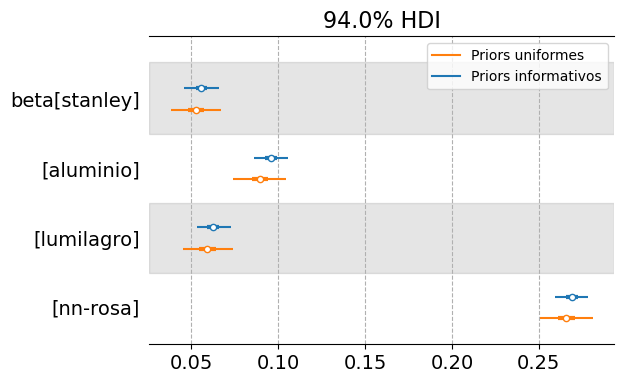 94.0% HDI
Priors uniformes
Priors informativos
beta[stanley]
[aluminio]
[lumilagro]
[nn-rosa]
0.05 0.10 0.15 0.20 0.25